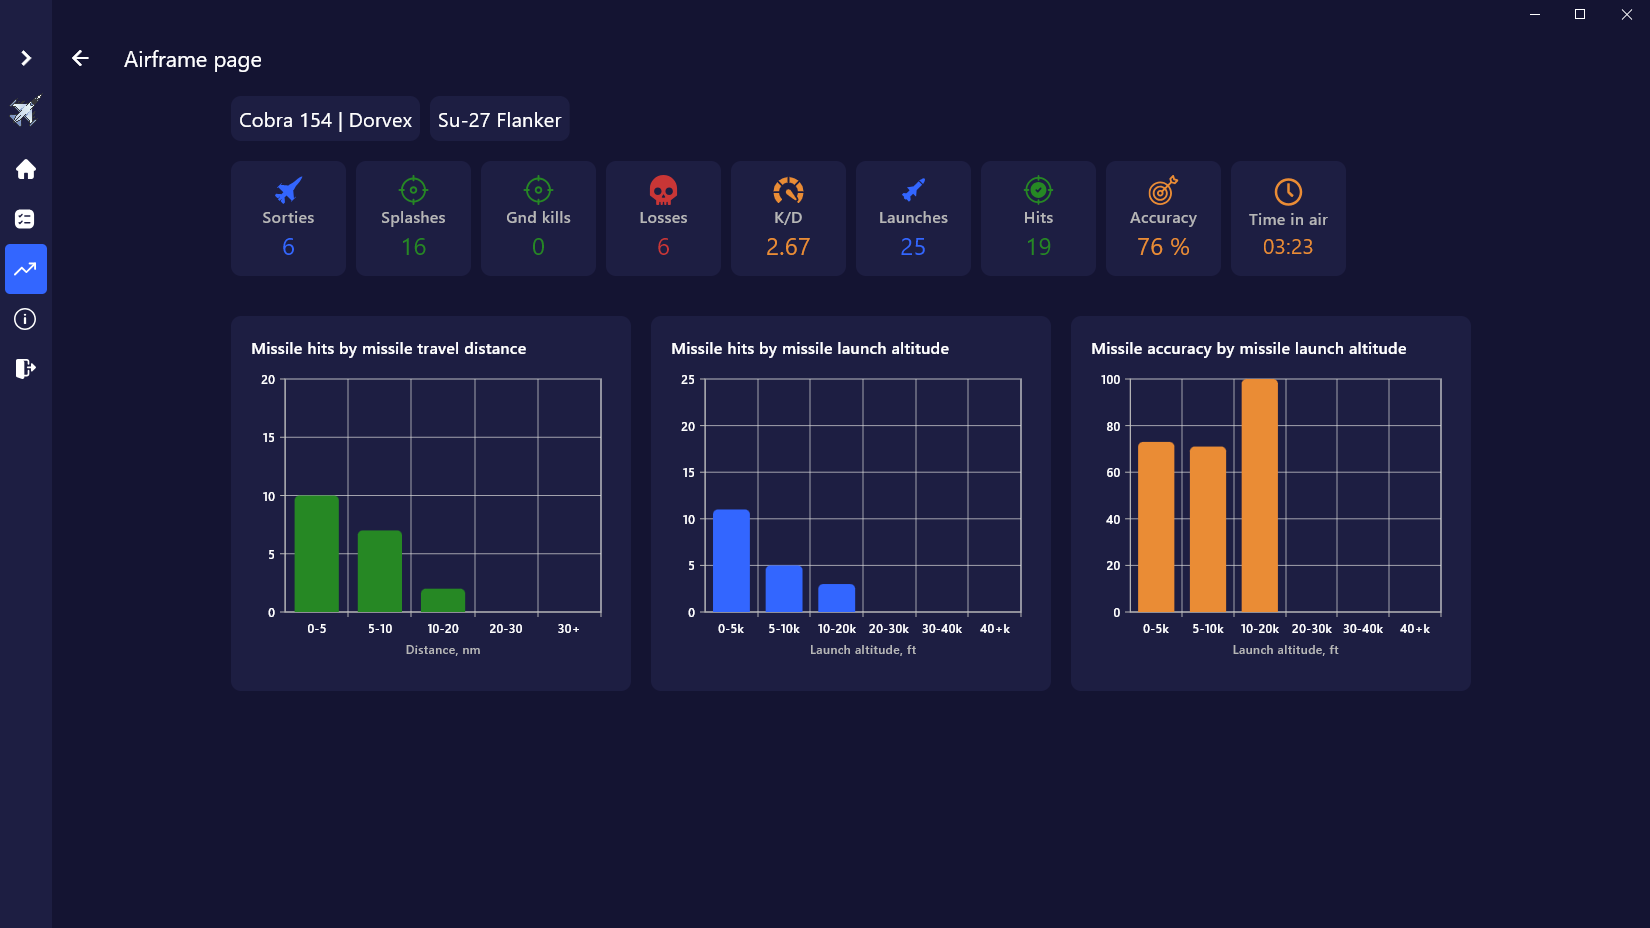 Airframe page
Cobra 154 | Dorvex
Su-27 Flanker
Sorties
6
Splashes
16
Gnd kills
0
Losses
6
K/D
2.67
Launches
25
Hits
19
Accuracy
76 %
Time in air
03:23
Missile hits by missile travel distance
20
15
10
5
0
0-5 5-10 10-20 20-30 30+
Distance, nm
Missile hits by missile launch altitude
25
20
15
10
5
0
0-5k 5-10k 10-20k 20-30k 30-40k 40+k
Launch altitude, ft
Missile accuracy by missile launch altitude
100
80
60
40
20
0
0-5k 5-10k 10-20k 20-30k 30-40k 40+k
Launch altitude, ft